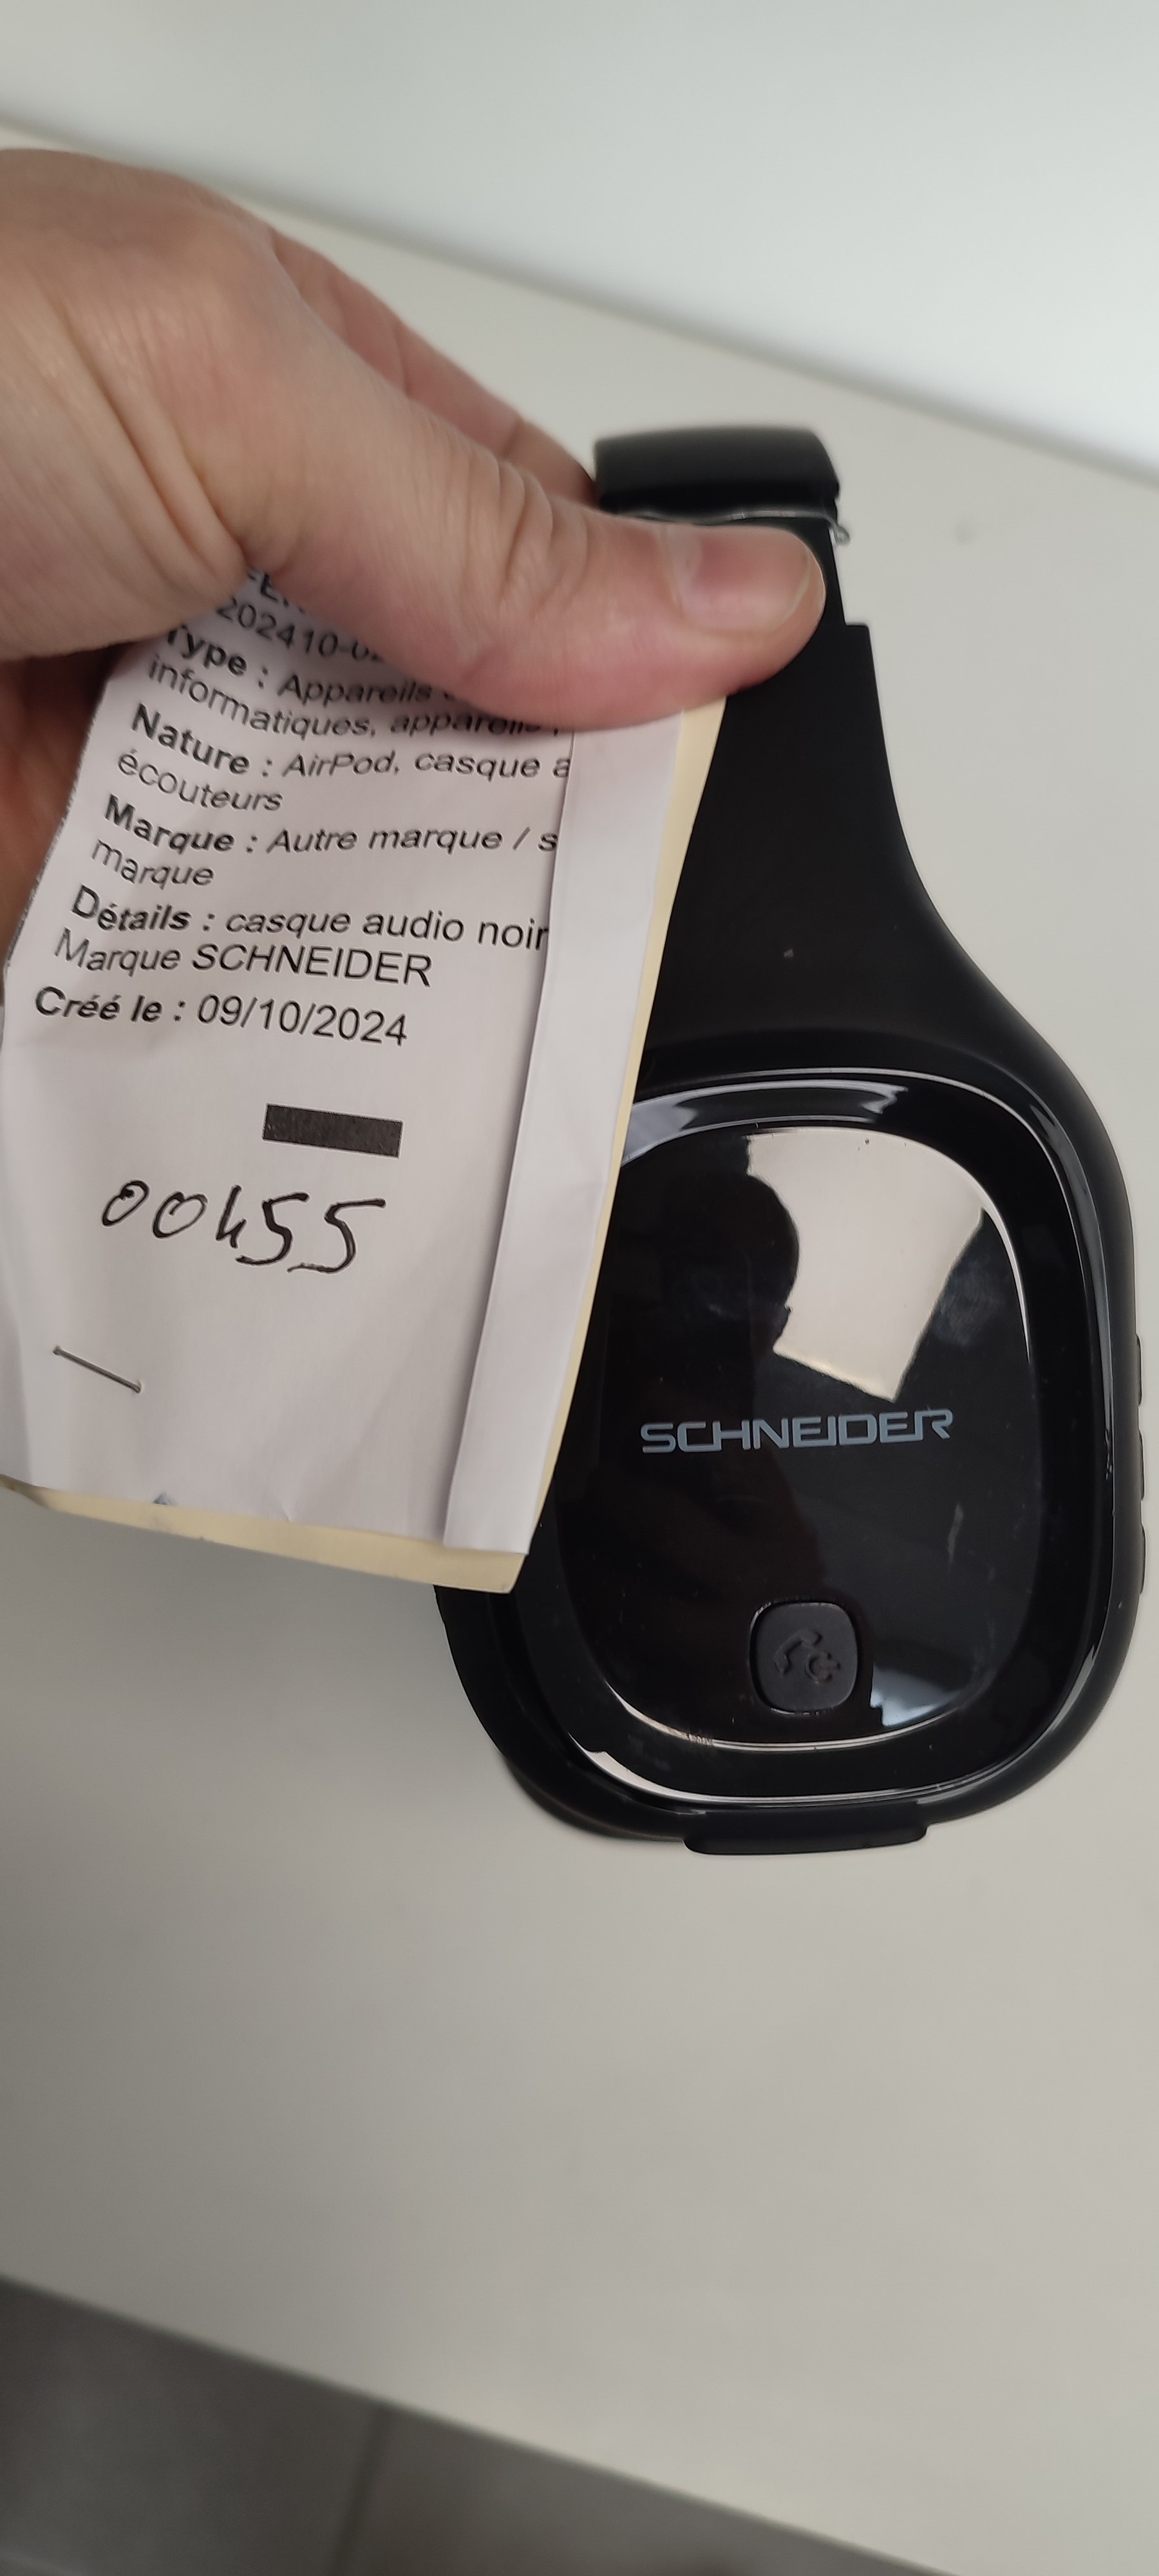 Type : Appareils
informatiques,
Nature : AirPod, casque
écouteurs
Marque : Autre marque /
marque
Détails : casque audio noir
Marque SCHNEIDER
Créé le : 09/10/2024
00455
SCHNEIDER